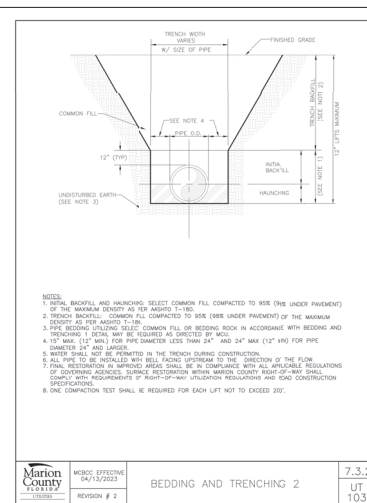 TRENCH WIDTH
VARIES
W/ SIZE OF PIPE
FINISHED GRADE
COMMON FILL
SEE NOTE 4
PIPE O.D.
12" (TYP)
INITIAL
BACKFILL
HAUNCHING
TRENCH BACKFILL
(SEE NOTE 2)
(SEE NOTE 1)
12" LIFTS MAXIMUM
UNDISTURBED EARTH
(SEE NOTE 3)
NOTES:
1. INITIAL BACKFILL AND HAUNCHING: SELECT COMMON FILL COMPACTED TO 95% (98% UNDER PAVEMENT)
OF THE MAXIMUM DENSITY AS PER AASHTO T-180.
2. TRENCH BACKFILL: COMMON FILL COMPACTED TO 95% (98% UNDER PAVEMENT) OF THE MAXIMUM
DENSITY AS PER AASHTO T-180.
3. PIPE BEDDING UTILIZING SELECT COMMON FILL OR BEDDING ROCK IN ACCORDANCE WITH BEDDING AND
TRENCHING 1 DETAIL MAY BE REQUIRED AS DIRECTED BY MCU.
4. 15" MAX. (12" MIN.) FOR PIPE DIAMETER LESS THAN 24" AND 24" MAX (12" MIN) FOR PIPE
DIAMETER 24" AND LARGER.
5. WATER SHALL NOT BE PERMITTED IN THE TRENCH DURING CONSTRUCTION.
6. ALL PIPE TO BE INSTALLED WITH BELL FACING UPSTREAM TO THE DIRECTION OF THE FLOW.
7. FINAL RESTORATION IN IMPROVED AREAS SHALL BE IN COMPLIANCE WITH ALL APPLICABLE REGULATIONS
OF GOVERNING AGENCIES. SURFACE RESTORATION WITHIN MARION COUNTY RIGHT-OF-WAY SHALL
COMPLY WITH REQUIREMENTS OF RIGHT-OF-WAY UTILIZATION REGULATIONS AND ROAD CONSTRUCTION
SPECIFICATIONS.
8. ONE COMPACTION TEST SHALL BE REQUIRED FOR EACH LIFT NOT TO EXCEED 200'.
Marion
County
FLORIDA
UTILITIES
MCBCC EFFECTIVE
04/13/2023
REVISION # 2
BEDDING AND TRENCHING 2
7.3.2
UT
103